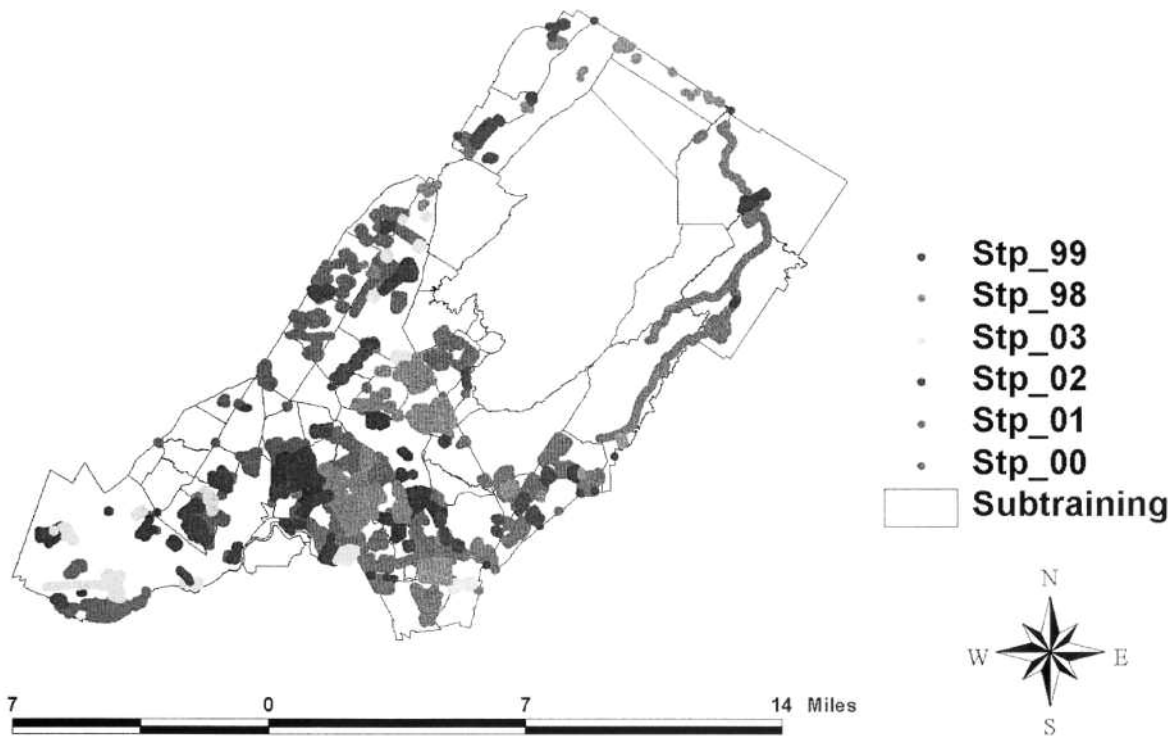 Stp_99
Stp_98
Stp_03
Stp_02
Stp_01
Stp_00
Subtraining
N
W E
S
7 0 7 14 Miles